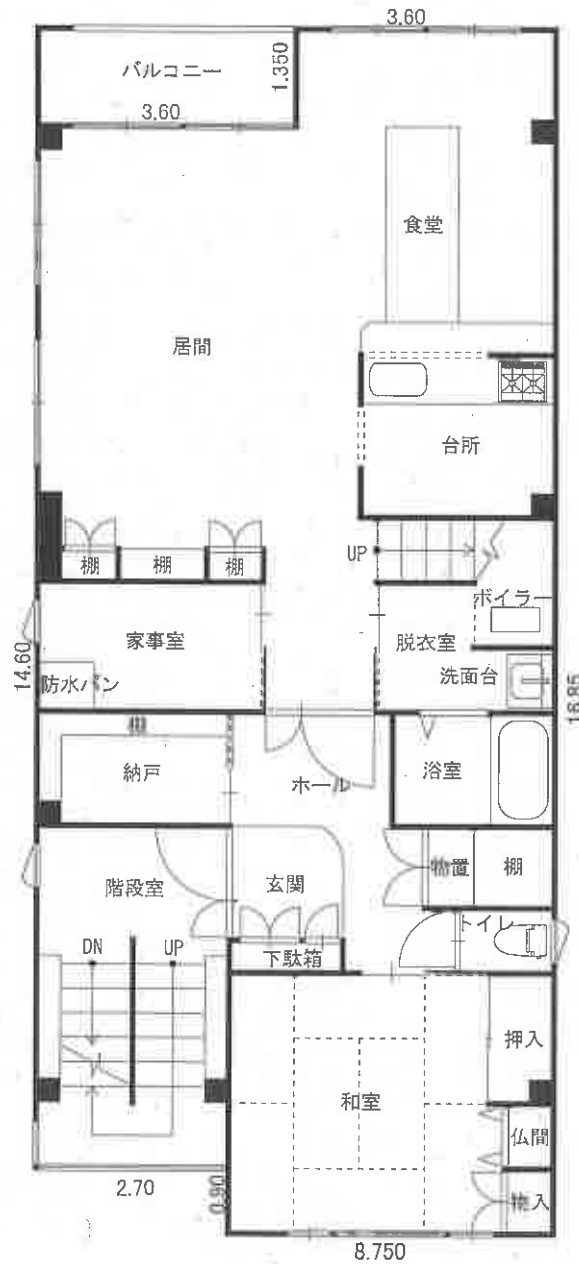 3.60
バルコニー
1.350
3.60
食堂
居間
台所
UP
棚
棚
棚
ボイラー
家事室
脱衣室
14.60
防水パン
洗面台
16.85
棚
納戸
ホール
浴室
階段室
玄関
物置
棚
DN
UP
下駄箱
トイレ
押入
和室
仏間
物入
2.70
0.90
8.750